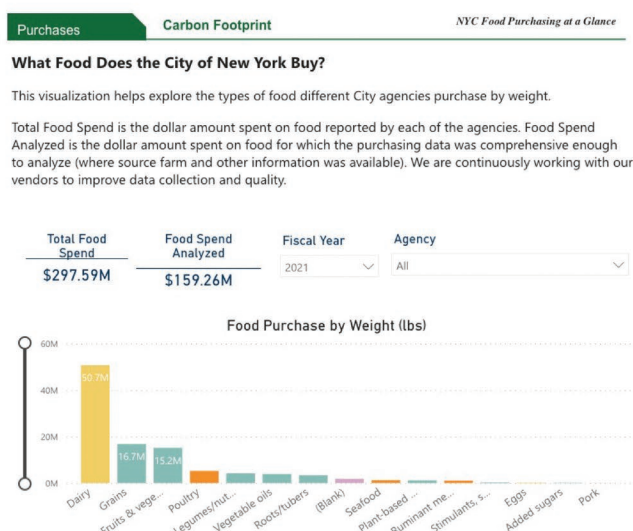 Purchases
Carbon Footprint
NYC Food Purchasing at a Glance
What Food Does the City of New York Buy?
This visualization helps explore the types of food different City agencies purchase by weight.
Total Food Spend is the dollar amount spent on food reported by each of the agencies. Food Spend
Analyzed is the dollar amount spent on food for which the purchasing data was comprehensive enough
to analyze (where source farm and other information was available). We are continuously working with our
vendors to improve data collection and quality.
Total Food
Spend
$297.59M
Food Spend
Analyzed
$159.26M
Fiscal Year
2021
Agency
All
Food Purchase by Weight (lbs)
60M
40M
20M
0M
50.7M
16.7M
15.2M
Dairy
Grains
Fruits & vege...
Poultry
Legumes/nut...
Vegetable oils
Roots/tubers
(Blank)
Seafood
Plant-based ...
Ruminant me...
Stimulants, s...
Eggs
Added sugars
Pork